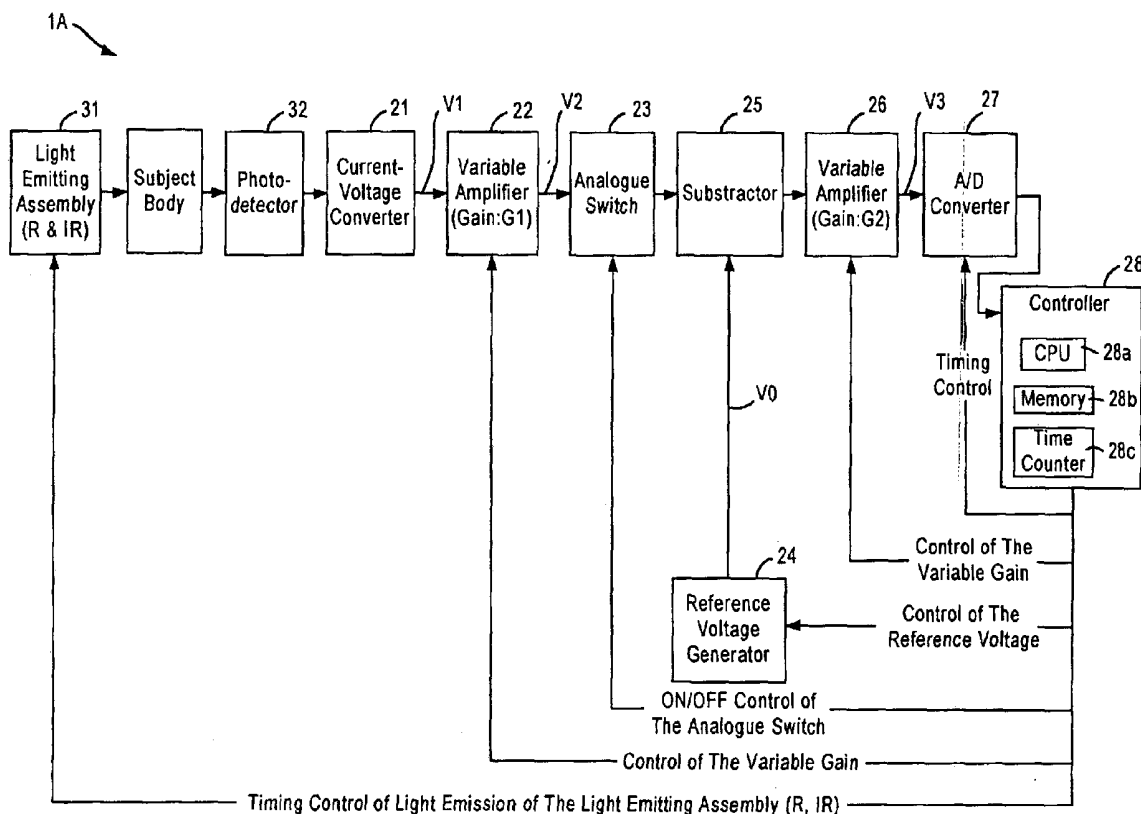 1A
31
32
21
V1
22
V2
23
25
26
V3
27
Light
Emitting
Assembly
(R & IR)
Subject
Body
Photo-
detector
Current-
Voltage
Converter
Variable
Amplifier
(Gain:G1)
Analogue
Switch
Substractor
Variable
Amplifier
(Gain:G2)
A/D
Converter
28
Controller
CPU
28a
Memory
28b
Time
Counter
28c
Timing
Control
V0
Control of The
Variable Gain
24
Reference
Voltage
Generator
Control of The
Reference Voltage
ON/OFF Control of
The Analogue Switch
Control of The Variable Gain
Timing Control of Light Emission of The Light Emitting Assembly (R, IR)